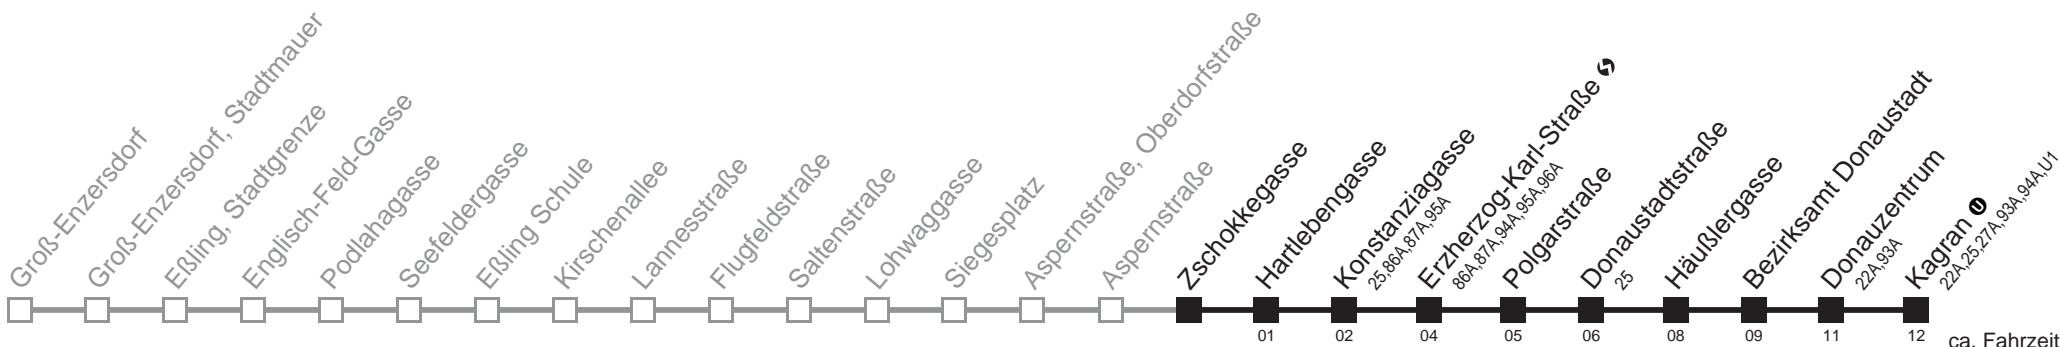 Groß-Enzersdorf
Groß-Enzersdorf, Stadtmauer
Eßling, Stadtgrenze
Englisch-Feld-Gasse
Podlahagasse
Seefeldergasse
Eßling Schule
Kirschenallee
Lannesstraße
Flugfeldstraße
Saltenstraße
Lohwaggasse
Siegesplatz
Aspernstraße, Oberdorfstraße
Aspernstraße
Zschokkegasse
Hartlebengasse
01
Konstanziagasse
25,86A,87A,95A
02
Erzherzog-Karl-Straße S
86A,87A,94A,95A,96A
04
Polgarstraße
05
Donaustadtstraße
25
06
Häußlergasse
08
Bezirksamt Donaustadt
09
Donauzentrum
22A,93A
11
Kagran U
22A,25,27A,93A,94A,U1
12
ca. Fahrzeit